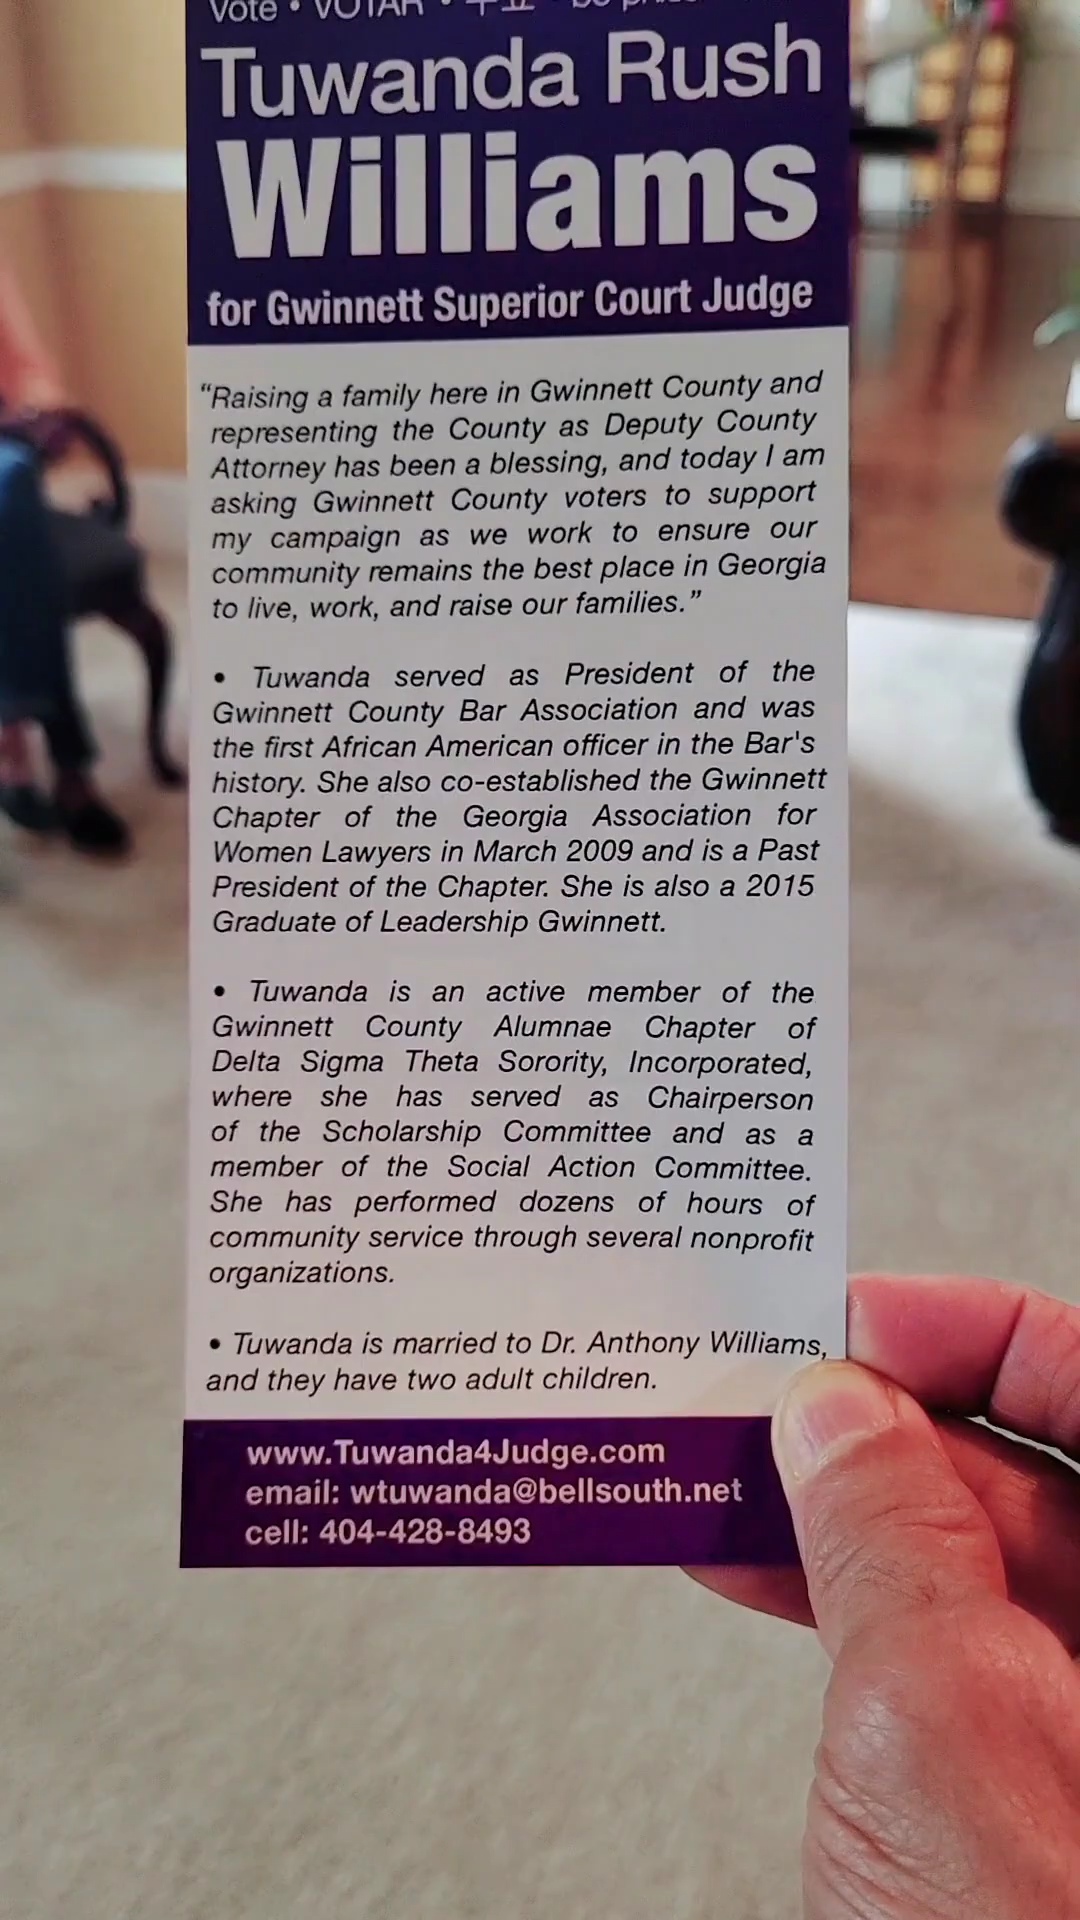 Vote • VOTAR • 투표 •
Tuwanda Rush
Williams
for Gwinnett Superior Court Judge
“Raising a family here in Gwinnett County and
representing the County as Deputy County
Attorney has been a blessing, and today I am
asking Gwinnett County voters to support
my campaign as we work to ensure our
community remains the best place in Georgia
to live, work, and raise our families.”
• Tuwanda served as President of the
Gwinnett County Bar Association and was
the first African American officer in the Bar's
history. She also co-established the Gwinnett
Chapter of the Georgia Association for
Women Lawyers in March 2009 and is a Past
President of the Chapter. She is also a 2015
Graduate of Leadership Gwinnett.
• Tuwanda is an active member of the
Gwinnett County Alumnae Chapter of
Delta Sigma Theta Sorority, Incorporated,
where she has served as Chairperson
of the Scholarship Committee and as a
member of the Social Action Committee.
She has performed dozens of hours of
community service through several nonprofit
organizations.
• Tuwanda is married to Dr. Anthony Williams,
and they have two adult children.
www.Tuwanda4Judge.com
email: wtuwanda@bellsouth.net
cell: 404-428-8493